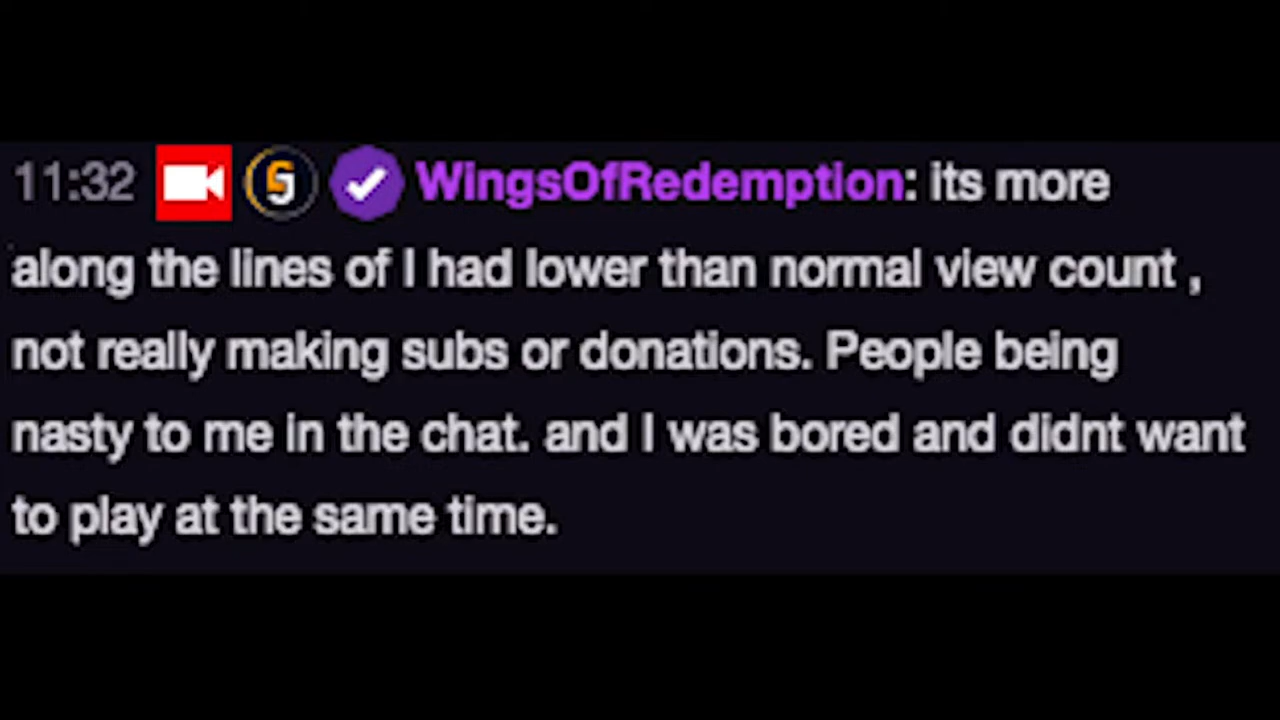 11:32 WingsOfRedemption: its more
along the lines of I had lower than normal view count ,
not really making subs or donations. People being
nasty to me in the chat. and I was bored and didnt want
to play at the same time.